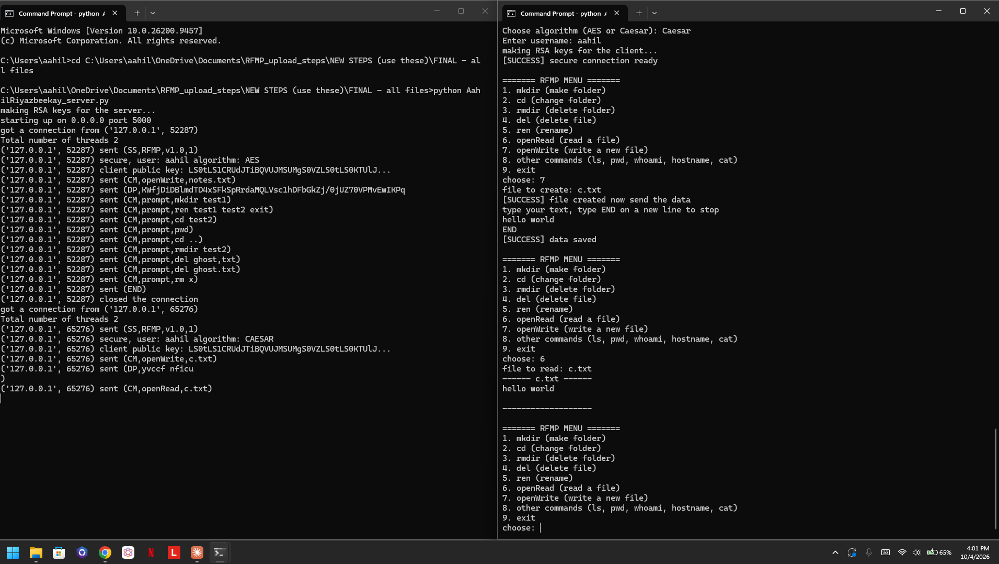 Command Prompt - python A
Microsoft Windows [Version 10.0.26200.9457]
(c) Microsoft Corporation. All rights reserved.
C:\Users\aahil>cd C:\Users\aahil\OneDrive\Documents\RFMP_upload_steps\NEW STEPS (use these)\FINAL - al
l files
C:\Users\aahil\OneDrive\Documents\RFMP_upload_steps\NEW STEPS (use these)\FINAL - all files>python Aah
ilRiyazbeekay_server.py
making RSA keys for the server...
starting up on 0.0.0.0 port 5000
got a connection from ('127.0.0.1', 52287)
Total number of threads 2
('127.0.0.1', 52287) sent (SS,RFMP,v1.0,1)
('127.0.0.1', 52287) secure, user: aahil algorithm: AES
('127.0.0.1', 52287) client public key: LS0tLS1CRUdJTiBQVUJMSUMgS0VZLS0tLS0KTUlJ...
('127.0.0.1', 52287) sent (CM,openWrite,notes.txt)
('127.0.0.1', 52287) sent (DP,KWfjDiDBlmdTD4xSFkSpRrdaMQLVsc1hDFbGkZj/0jUZ70VPMvEwIKPq
('127.0.0.1', 52287) sent (CM,prompt,mkdir test1)
('127.0.0.1', 52287) sent (CM,prompt,ren test1 test2 exit)
('127.0.0.1', 52287) sent (CM,prompt,cd test2)
('127.0.0.1', 52287) sent (CM,prompt,pwd)
('127.0.0.1', 52287) sent (CM,prompt,cd ..)
('127.0.0.1', 52287) sent (CM,prompt,rmdir test2)
('127.0.0.1', 52287) sent (CM,prompt,del ghost,txt)
('127.0.0.1', 52287) sent (CM,prompt,del ghost.txt)
('127.0.0.1', 52287) sent (CM,prompt,rm x)
('127.0.0.1', 52287) sent (END)
('127.0.0.1', 52287) closed the connection
got a connection from ('127.0.0.1', 65276)
Total number of threads 2
('127.0.0.1', 65276) sent (SS,RFMP,v1.0,1)
('127.0.0.1', 65276) secure, user: aahil algorithm: CAESAR
('127.0.0.1', 65276) client public key: LS0tLS1CRUdJTiBQVUJMSUMgS0VZLS0tLS0KTUlJ...
('127.0.0.1', 65276) sent (CM,openWrite,c.txt)
('127.0.0.1', 65276) sent (DP,yvccf nficu
)
('127.0.0.1', 65276) sent (CM,openRead,c.txt)
Command Prompt - python A
Choose algorithm (AES or Caesar): Caesar
Enter username: aahil
making RSA keys for the client...
[SUCCESS] secure connection ready
======= RFMP MENU =======
1. mkdir (make folder)
2. cd (change folder)
3. rmdir (delete folder)
4. del (delete file)
5. ren (rename)
6. openRead (read a file)
7. openWrite (write a new file)
8. other commands (ls, pwd, whoami, hostname, cat)
9. exit
choose: 7
file to create: c.txt
[SUCCESS] file created now send the data
type your text, type END on a new line to stop
hello world
END
[SUCCESS] data saved
======= RFMP MENU =======
1. mkdir (make folder)
2. cd (change folder)
3. rmdir (delete folder)
4. del (delete file)
5. ren (rename)
6. openRead (read a file)
7. openWrite (write a new file)
8. other commands (ls, pwd, whoami, hostname, cat)
9. exit
choose: 6
file to read: c.txt
------ c.txt ------
hello world
-------------------
======= RFMP MENU =======
1. mkdir (make folder)
2. cd (change folder)
3. rmdir (delete folder)
4. del (delete file)
5. ren (rename)
6. openRead (read a file)
7. openWrite (write a new file)
8. other commands (ls, pwd, whoami, hostname, cat)
9. exit
choose:
N
L
65%
4:01 PM
10/4/2026